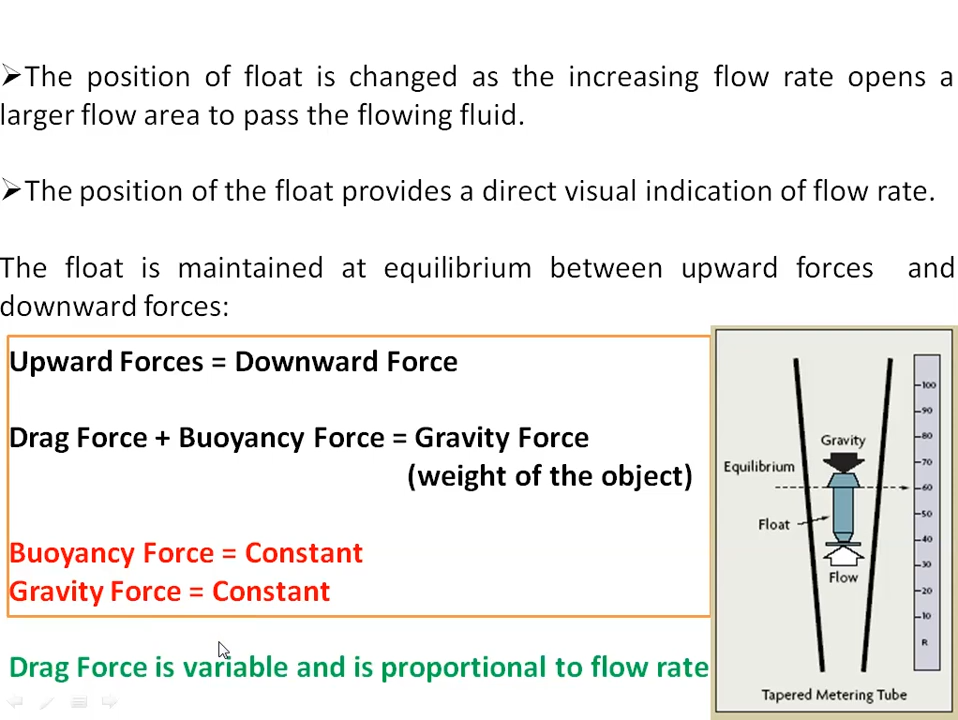 ➢The position of float is changed as the increasing flow rate opens a
larger flow area to pass the flowing fluid.
➢The position of the float provides a direct visual indication of flow rate.
The float is maintained at equilibrium between upward forces and
downward forces:
Upward Forces = Downward Force
Drag Force + Buoyancy Force = Gravity Force
(weight of the object)
Buoyancy Force = Constant
Gravity Force = Constant
Drag Force is variable and is proportional to flow rate
Gravity
Equilibrium
Float
Flow
100
90
80
70
60
50
40
30
20
10
R
Tapered Metering Tube